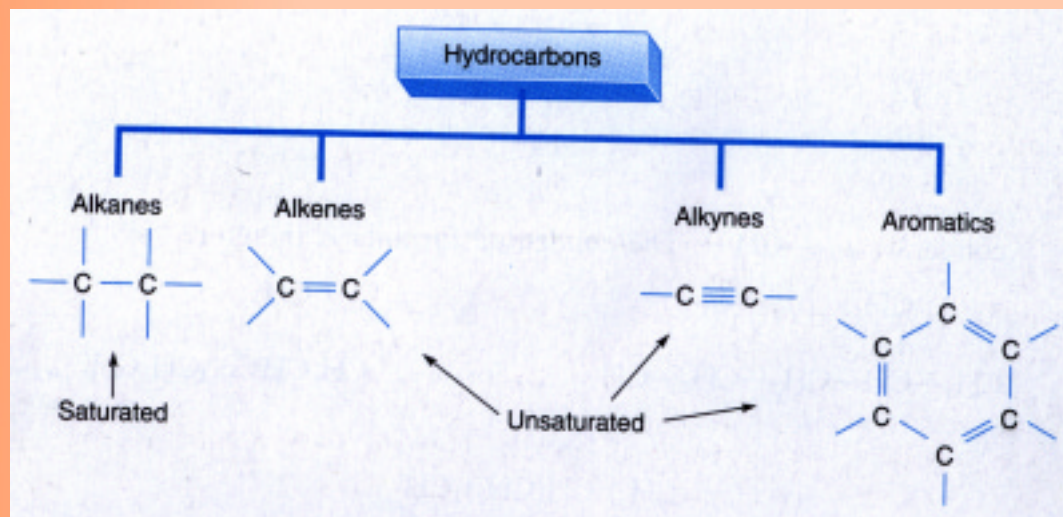 Hydrocarbons
Alkanes
Alkenes
Alkynes
Aromatics
C — C
C = C
— C ≡ C —
C
C
C
C
C
C
Saturated
Unsaturated